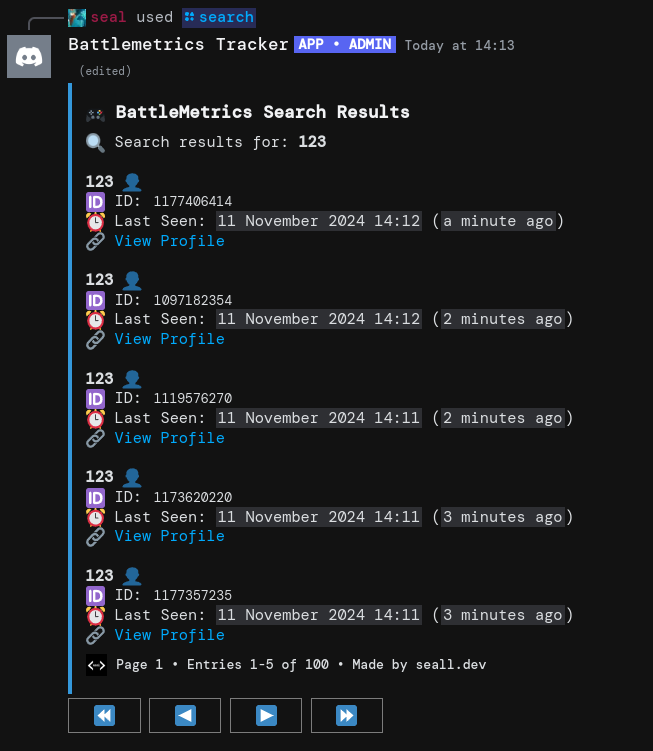 seal used search
Battlemetrics Tracker APP • ADMIN Today at 14:13
(edited)
BattleMetrics Search Results
Search results for: 123
123
ID ID: 1177406414
Last Seen: 11 November 2024 14:12 (a minute ago)
View Profile
123
ID ID: 1097182354
Last Seen: 11 November 2024 14:12 (2 minutes ago)
View Profile
123
ID ID: 1119576270
Last Seen: 11 November 2024 14:11 (2 minutes ago)
View Profile
123
ID ID: 1173620220
Last Seen: 11 November 2024 14:11 (3 minutes ago)
View Profile
123
ID ID: 1177357235
Last Seen: 11 November 2024 14:11 (3 minutes ago)
View Profile
Page 1 • Entries 1-5 of 100 • Made by seall.dev